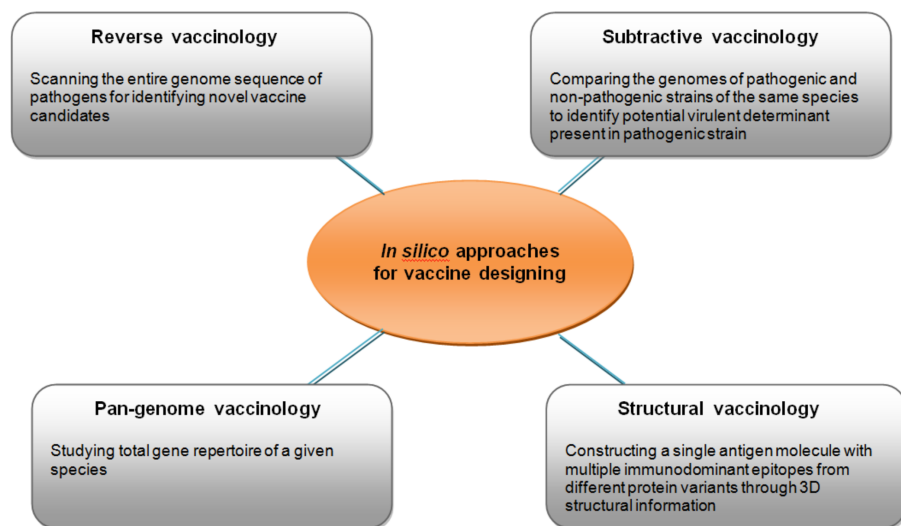 Reverse vaccinology
Scanning the entire genome sequence of
pathogens for identifying novel vaccine
candidates
Subtractive vaccinology
Comparing the genomes of pathogenic and
non-pathogenic strains of the same species
to identify potential virulent determinant
present in pathogenic strain
In silico approaches
for vaccine designing
Pan-genome vaccinology
Studying total gene repertoire of a given
species
Structural vaccinology
Constructing a single antigen molecule with
multiple immunodominant epitopes from
different protein variants through 3D
structural information